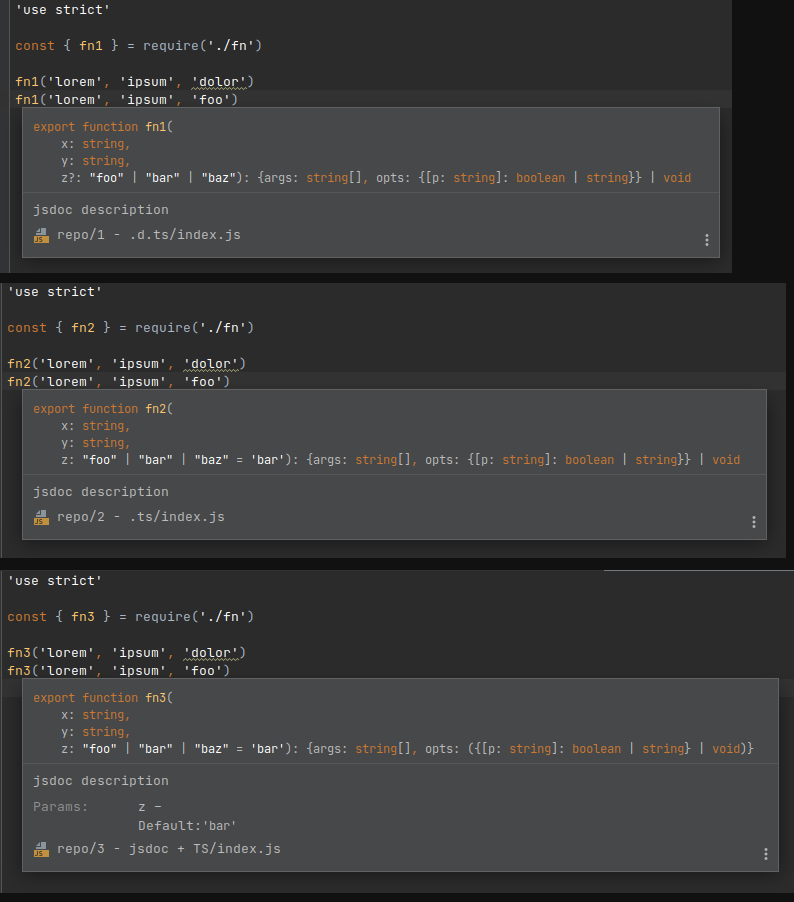 'use strict'
const { fn1 } = require('./fn')
fn1('lorem', 'ipsum', 'dolor')
fn1('lorem', 'ipsum', 'foo')
export function fn1(
x: string,
y: string,
z?: "foo" | "bar" | "baz"): {args: string[], opts: {[p: string]: boolean | string}} | void
jsdoc description
JS repo/1 - .d.ts/index.js
'use strict'
const { fn2 } = require('./fn')
fn2('lorem', 'ipsum', 'dolor')
fn2('lorem', 'ipsum', 'foo')
export function fn2(
x: string,
y: string,
z: "foo" | "bar" | "baz" = 'bar'): {args: string[], opts: {[p: string]: boolean | string}} | void
jsdoc description
JS repo/2 - .ts/index.js
'use strict'
const { fn3 } = require('./fn')
fn3('lorem', 'ipsum', 'dolor')
fn3('lorem', 'ipsum', 'foo')
export function fn3(
x: string,
y: string,
z: "foo" | "bar" | "baz" = 'bar'): {args: string[], opts: ({[p: string]: boolean | string} | void)}
jsdoc description
Params: z –
Default:'bar'
JS repo/3 - jsdoc + TS/index.js